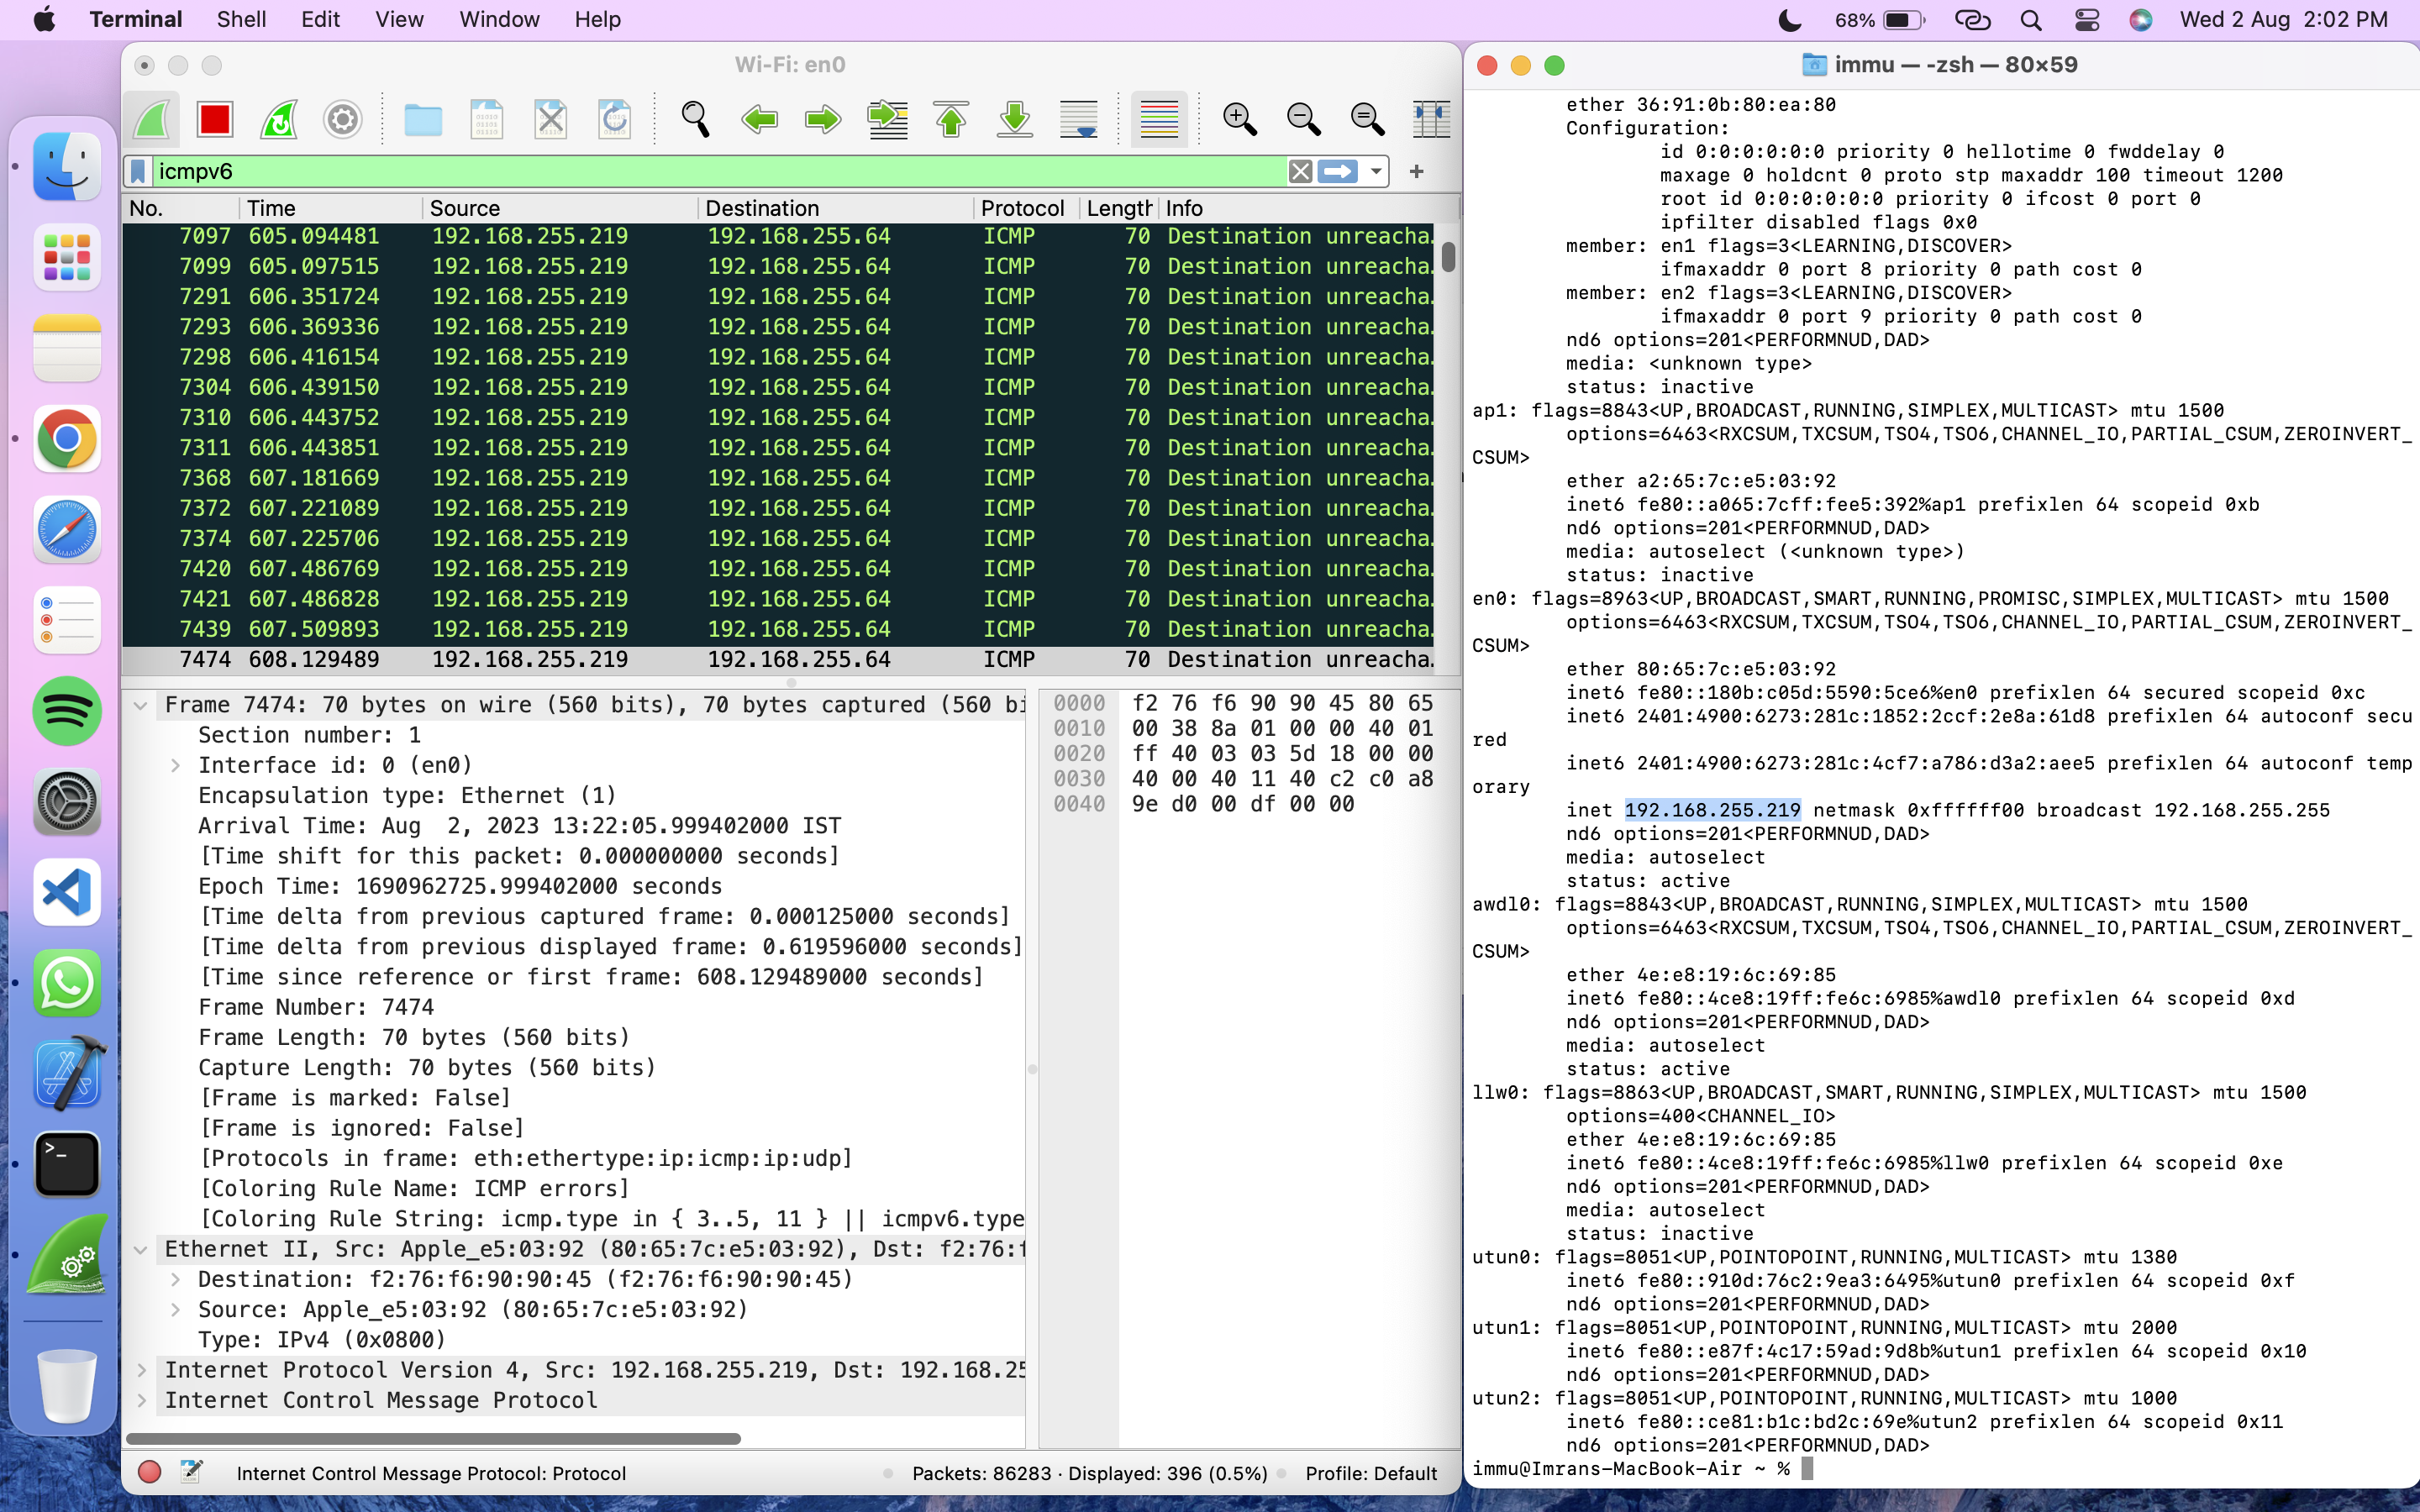 Terminal Shell Edit View Window Help
68% Wed 2 Aug 2:02 PM
Wi-Fi: en0
icmpv6
No. Time Source Destination Protocol Length Info
7097 605.094481 192.168.255.219 192.168.255.64 ICMP 70 Destination unreacha…
7099 605.097515 192.168.255.219 192.168.255.64 ICMP 70 Destination unreacha…
7291 606.351724 192.168.255.219 192.168.255.64 ICMP 70 Destination unreacha…
7293 606.369336 192.168.255.219 192.168.255.64 ICMP 70 Destination unreacha…
7298 606.416154 192.168.255.219 192.168.255.64 ICMP 70 Destination unreacha…
7304 606.439150 192.168.255.219 192.168.255.64 ICMP 70 Destination unreacha…
7310 606.443752 192.168.255.219 192.168.255.64 ICMP 70 Destination unreacha…
7311 606.443851 192.168.255.219 192.168.255.64 ICMP 70 Destination unreacha…
7368 607.181669 192.168.255.219 192.168.255.64 ICMP 70 Destination unreacha…
7372 607.221089 192.168.255.219 192.168.255.64 ICMP 70 Destination unreacha…
7374 607.225706 192.168.255.219 192.168.255.64 ICMP 70 Destination unreacha…
7420 607.486769 192.168.255.219 192.168.255.64 ICMP 70 Destination unreacha…
7421 607.486828 192.168.255.219 192.168.255.64 ICMP 70 Destination unreacha…
7439 607.509893 192.168.255.219 192.168.255.64 ICMP 70 Destination unreacha…
7474 608.129489 192.168.255.219 192.168.255.64 ICMP 70 Destination unreacha…
Frame 7474: 70 bytes on wire (560 bits), 70 bytes captured (560 bi
Section number: 1
Interface id: 0 (en0)
Encapsulation type: Ethernet (1)
Arrival Time: Aug  2, 2023 13:22:05.999402000 IST
[Time shift for this packet: 0.000000000 seconds]
Epoch Time: 1690962725.999402000 seconds
[Time delta from previous captured frame: 0.000125000 seconds]
[Time delta from previous displayed frame: 0.619596000 seconds]
[Time since reference or first frame: 608.129489000 seconds]
Frame Number: 7474
Frame Length: 70 bytes (560 bits)
Capture Length: 70 bytes (560 bits)
[Frame is marked: False]
[Frame is ignored: False]
[Protocols in frame: eth:ethertype:ip:icmp:ip:udp]
[Coloring Rule Name: ICMP errors]
[Coloring Rule String: icmp.type in { 3..5, 11 } || icmpv6.type
Ethernet II, Src: Apple_e5:03:92 (80:65:7c:e5:03:92), Dst: f2:76:f
Destination: f2:76:f6:90:90:45 (f2:76:f6:90:90:45)
Source: Apple_e5:03:92 (80:65:7c:e5:03:92)
Type: IPv4 (0x0800)
Internet Protocol Version 4, Src: 192.168.255.219, Dst: 192.168.25
Internet Control Message Protocol
0000 f2 76 f6 90 90 45 80 65
0010 00 38 8a 01 00 00 40 01
0020 ff 40 03 03 5d 18 00 00
0030 40 00 40 11 40 c2 c0 a8
0040 9e d0 00 df 00 00
Internet Control Message Protocol: Protocol
Packets: 86283 · Displayed: 396 (0.5%)
Profile: Default
immu — -zsh — 80×59
ether 36:91:0b:80:ea:80
Configuration:
id 0:0:0:0:0:0 priority 0 hellotime 0 fwddelay 0
maxage 0 holdcnt 0 proto stp maxaddr 100 timeout 1200
root id 0:0:0:0:0:0 priority 0 ifcost 0 port 0
ipfilter disabled flags 0x0
member: en1 flags=3<LEARNING,DISCOVER>
ifmaxaddr 0 port 8 priority 0 path cost 0
member: en2 flags=3<LEARNING,DISCOVER>
ifmaxaddr 0 port 9 priority 0 path cost 0
nd6 options=201<PERFORMNUD,DAD>
media: <unknown type>
status: inactive
ap1: flags=8843<UP,BROADCAST,RUNNING,SIMPLEX,MULTICAST> mtu 1500
options=6463<RXCSUM,TXCSUM,TSO4,TSO6,CHANNEL_IO,PARTIAL_CSUM,ZEROINVERT_
CSUM>
ether a2:65:7c:e5:03:92
inet6 fe80::a065:7cff:fee5:392%ap1 prefixlen 64 scopeid 0xb
nd6 options=201<PERFORMNUD,DAD>
media: autoselect (<unknown type>)
status: inactive
en0: flags=8963<UP,BROADCAST,SMART,RUNNING,PROMISC,SIMPLEX,MULTICAST> mtu 1500
options=6463<RXCSUM,TXCSUM,TSO4,TSO6,CHANNEL_IO,PARTIAL_CSUM,ZEROINVERT_
CSUM>
ether 80:65:7c:e5:03:92
inet6 fe80::180b:c05d:5590:5ce6%en0 prefixlen 64 secured scopeid 0xc
inet6 2401:4900:6273:281c:1852:2ccf:2e8a:61d8 prefixlen 64 autoconf secu
red
inet6 2401:4900:6273:281c:4cf7:a786:d3a2:aee5 prefixlen 64 autoconf temp
orary
inet 192.168.255.219 netmask 0xffffff00 broadcast 192.168.255.255
nd6 options=201<PERFORMNUD,DAD>
media: autoselect
status: active
awdl0: flags=8843<UP,BROADCAST,RUNNING,SIMPLEX,MULTICAST> mtu 1500
options=6463<RXCSUM,TXCSUM,TSO4,TSO6,CHANNEL_IO,PARTIAL_CSUM,ZEROINVERT_
CSUM>
ether 4e:e8:19:6c:69:85
inet6 fe80::4ce8:19ff:fe6c:6985%awdl0 prefixlen 64 scopeid 0xd
nd6 options=201<PERFORMNUD,DAD>
media: autoselect
status: active
llw0: flags=8863<UP,BROADCAST,SMART,RUNNING,SIMPLEX,MULTICAST> mtu 1500
options=400<CHANNEL_IO>
ether 4e:e8:19:6c:69:85
inet6 fe80::4ce8:19ff:fe6c:6985%llw0 prefixlen 64 scopeid 0xe
nd6 options=201<PERFORMNUD,DAD>
media: autoselect
status: inactive
utun0: flags=8051<UP,POINTOPOINT,RUNNING,MULTICAST> mtu 1380
inet6 fe80::910d:76c2:9ea3:6495%utun0 prefixlen 64 scopeid 0xf
nd6 options=201<PERFORMNUD,DAD>
utun1: flags=8051<UP,POINTOPOINT,RUNNING,MULTICAST> mtu 2000
inet6 fe80::e87f:4c17:59ad:9d8b%utun1 prefixlen 64 scopeid 0x10
nd6 options=201<PERFORMNUD,DAD>
utun2: flags=8051<UP,POINTOPOINT,RUNNING,MULTICAST> mtu 1000
inet6 fe80::ce81:b1c:bd2c:69e%utun2 prefixlen 64 scopeid 0x11
nd6 options=201<PERFORMNUD,DAD>
immu@Imrans-MacBook-Air ~ %